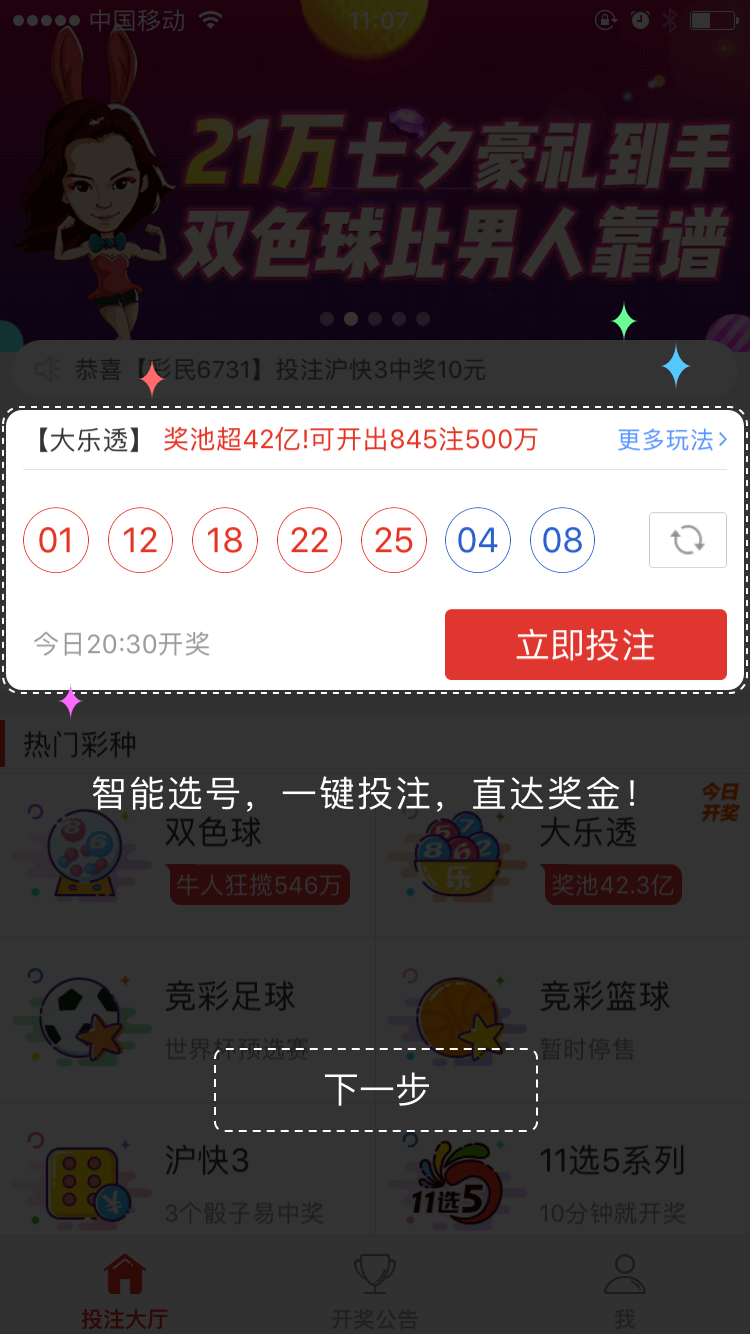 中国移动 11:07
21万七夕豪礼到手
双色球比男人靠谱
恭喜【彩民6731】投注沪快3中奖10元
【大乐透】 奖池超42亿!可开出845注500万 更多玩法
01 12 18 22 25 04 08
今日20:30开奖 立即投注
热门彩种
智能选号，一键投注，直达奖金！
今日
开奖
双色球 大乐透
牛人狂揽546万 奖池42.3亿
竞彩足球 竞彩篮球
世界杯预选赛 暂时停售
下一步
沪快3 11选5系列
3个骰子易中奖 10分钟就开奖
11选5
投注大厅 开奖公告 我